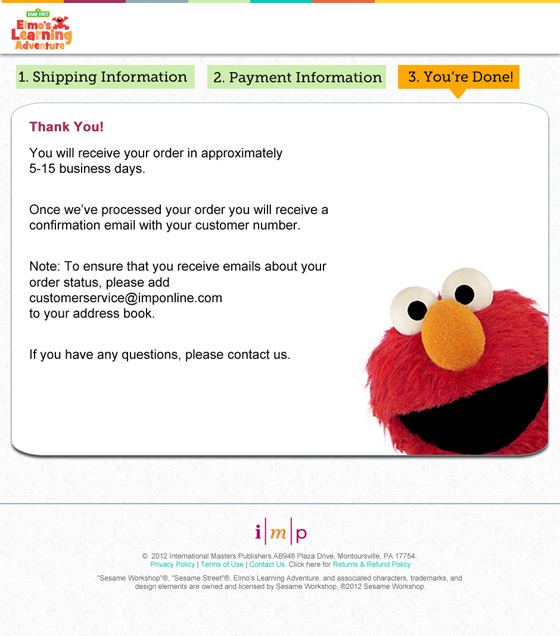 SESAME STREET
Elmo's
Learning
Adventure
1. Shipping Information
2. Payment Information
3. You're Done!
Thank You!
You will receive your order in approximately
5-15 business days.
Once we've processed your order you will receive a
confirmation email with your customer number.
Note: To ensure that you receive emails about your
order status, please add
customerservice@imponline.com
to your address book.
If you have any questions, please contact us.
i|m|p
© 2012 International Masters Publishers AB948 Plaza Drive, Montoursville, PA 17754.
Privacy Policy | Terms of Use | Contact Us. Click here for Returns & Refund Policy
"Sesame Workshop"®, "Sesame Street"®. Elmo's Learning Adventure, and associated characters, trademarks, and
design elements are owned and licensed by Sesame Workshop, ®2012 Sesame Workshop.